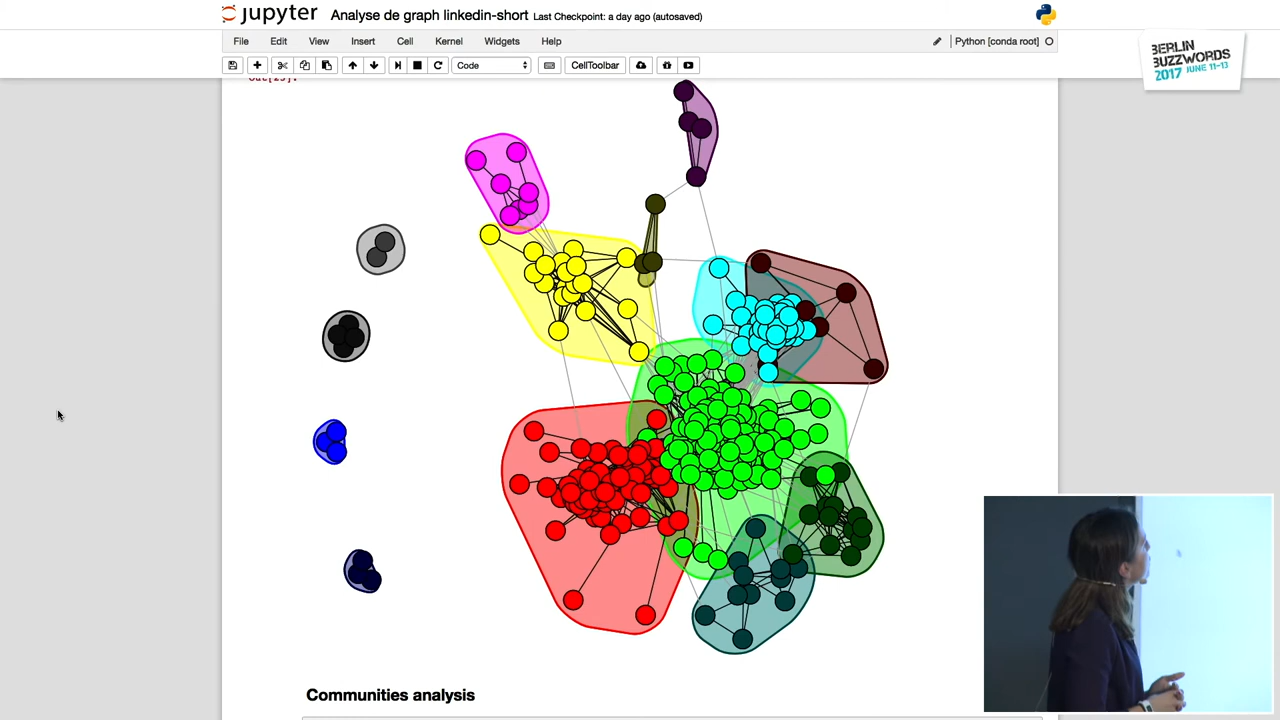 jupyter Analyse de graph linkedin-short Last Checkpoint: a day ago (autosaved)
File Edit View Insert Cell Kernel Widgets Help Python [conda root]
Code CellToolbar
BERLIN
BUZZWORDS
2017 JUNE 11-13
Communities analysis